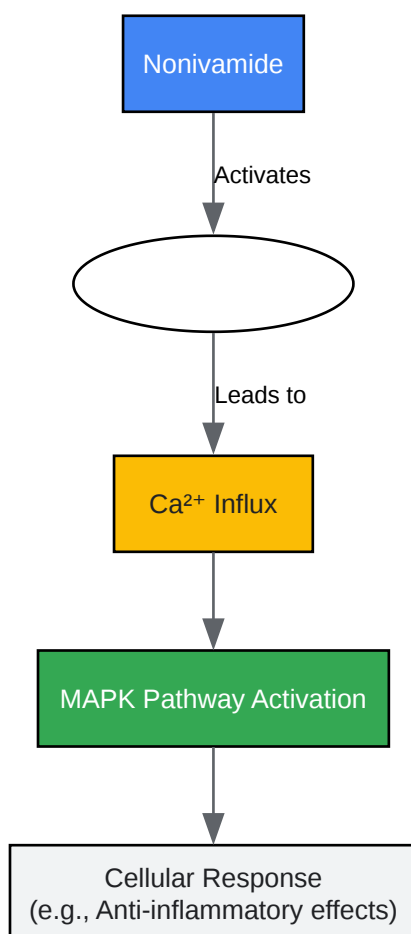 Nonivamide
Activates
Leads to
Ca²⁺ Influx
MAPK Pathway Activation
Cellular Response
(e.g., Anti-inflammatory effects)